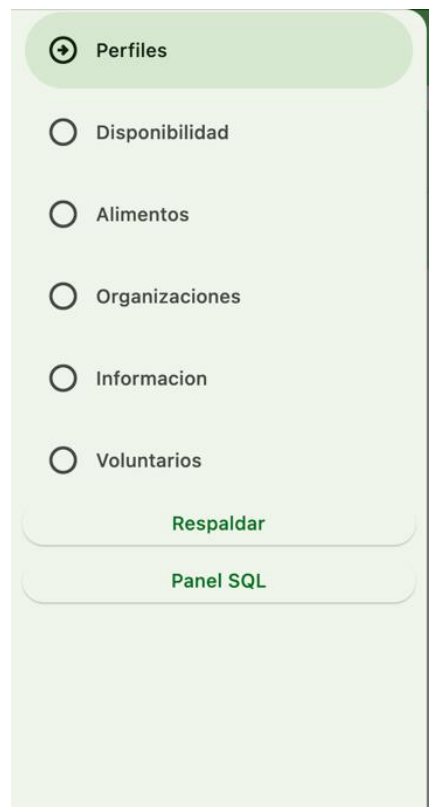 Perfiles
Disponibilidad
Alimentos
Organizaciones
Informacion
Voluntarios
Respaldar
Panel SQL